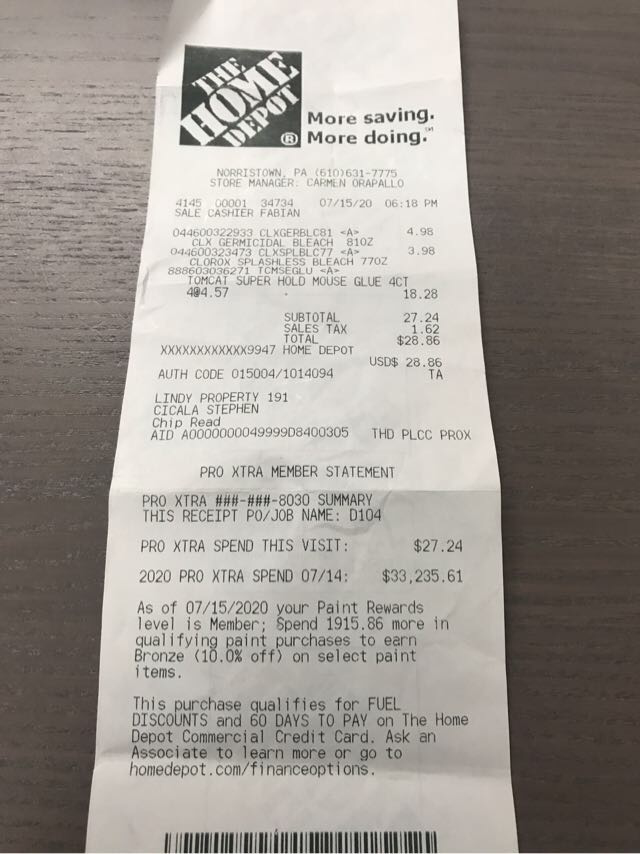 THE
HOME
DEPOT
®
More saving.
More doing.℠
NORRISTOWN, PA (610)631-7775
STORE MANAGER: CARMEN ORAPALLO
4145 00001 34734 07/15/20 06:18 PM
SALE CASHIER FABIAN
044600322933 CLXGERBLC81 <A> 4.98
CLX GERMICIDAL BLEACH 81OZ
044600323473 CLXSPLBLC77 <A> 3.98
CLOROX SPLASHLESS BLEACH 77OZ
888603036271 TCMSEGLU <A>
TOMCAT SUPER HOLD MOUSE GLUE 4CT
4@4.57 18.28
SUBTOTAL 27.24
SALES TAX 1.62
TOTAL $28.86
XXXXXXXXXXXX9947 HOME DEPOT
USD$ 28.86
AUTH CODE 015004/1014094 TA
LINDY PROPERTY 191
CICALA STEPHEN
Chip Read
AID A0000000049999D8400305 THD PLCC PROX
PRO XTRA MEMBER STATEMENT
PRO XTRA ###-###-8030 SUMMARY
THIS RECEIPT PO/JOB NAME: D104
PRO XTRA SPEND THIS VISIT: $27.24
2020 PRO XTRA SPEND 07/14: $33,235.61
As of 07/15/2020 your Paint Rewards
level is Member; Spend 1915.86 more in
qualifying paint purchases to earn
Bronze (10.0% off) on select paint
items.
This purchase qualifies for FUEL
DISCOUNTS and 60 DAYS TO PAY on The Home
Depot Commercial Credit Card. Ask an
Associate to learn more or go to
homedepot.com/financeoptions.